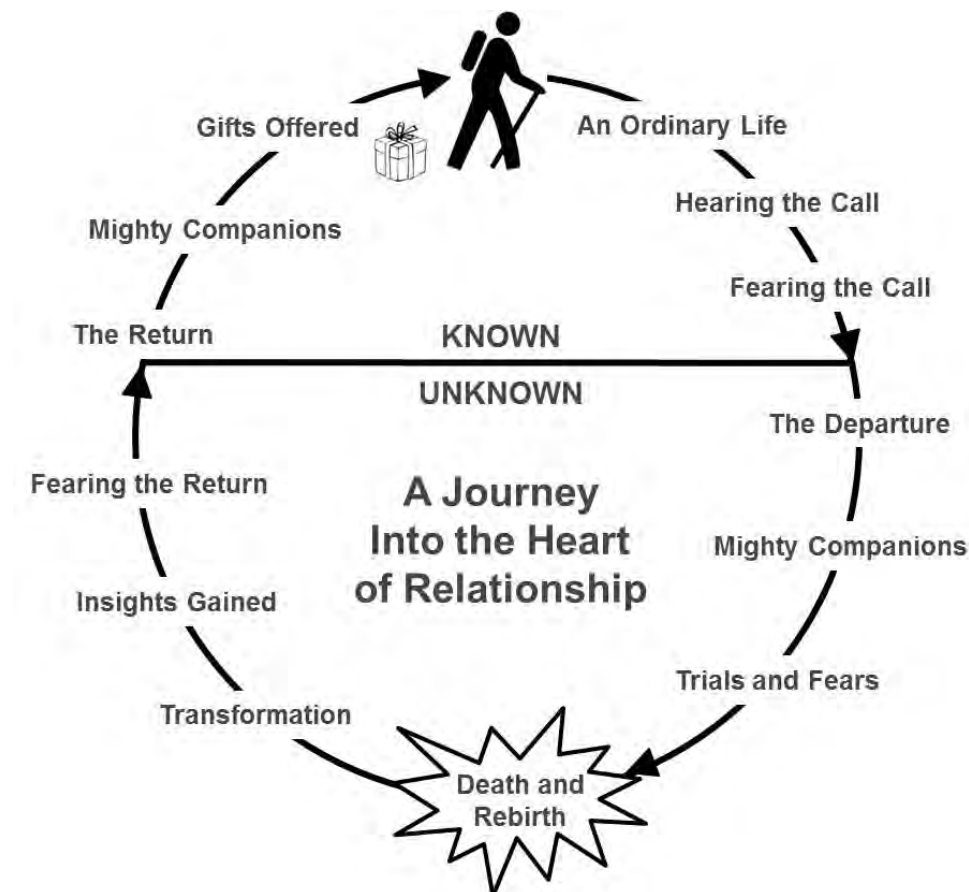 An Ordinary Life
Hearing the Call
Fearing the Call
KNOWN
UNKNOWN
The Departure
Mighty Companions
Trials and Fears
Death and
Rebirth
Transformation
Insights Gained
Fearing the Return
The Return
Mighty Companions
Gifts Offered
A Journey
Into the Heart
of Relationship